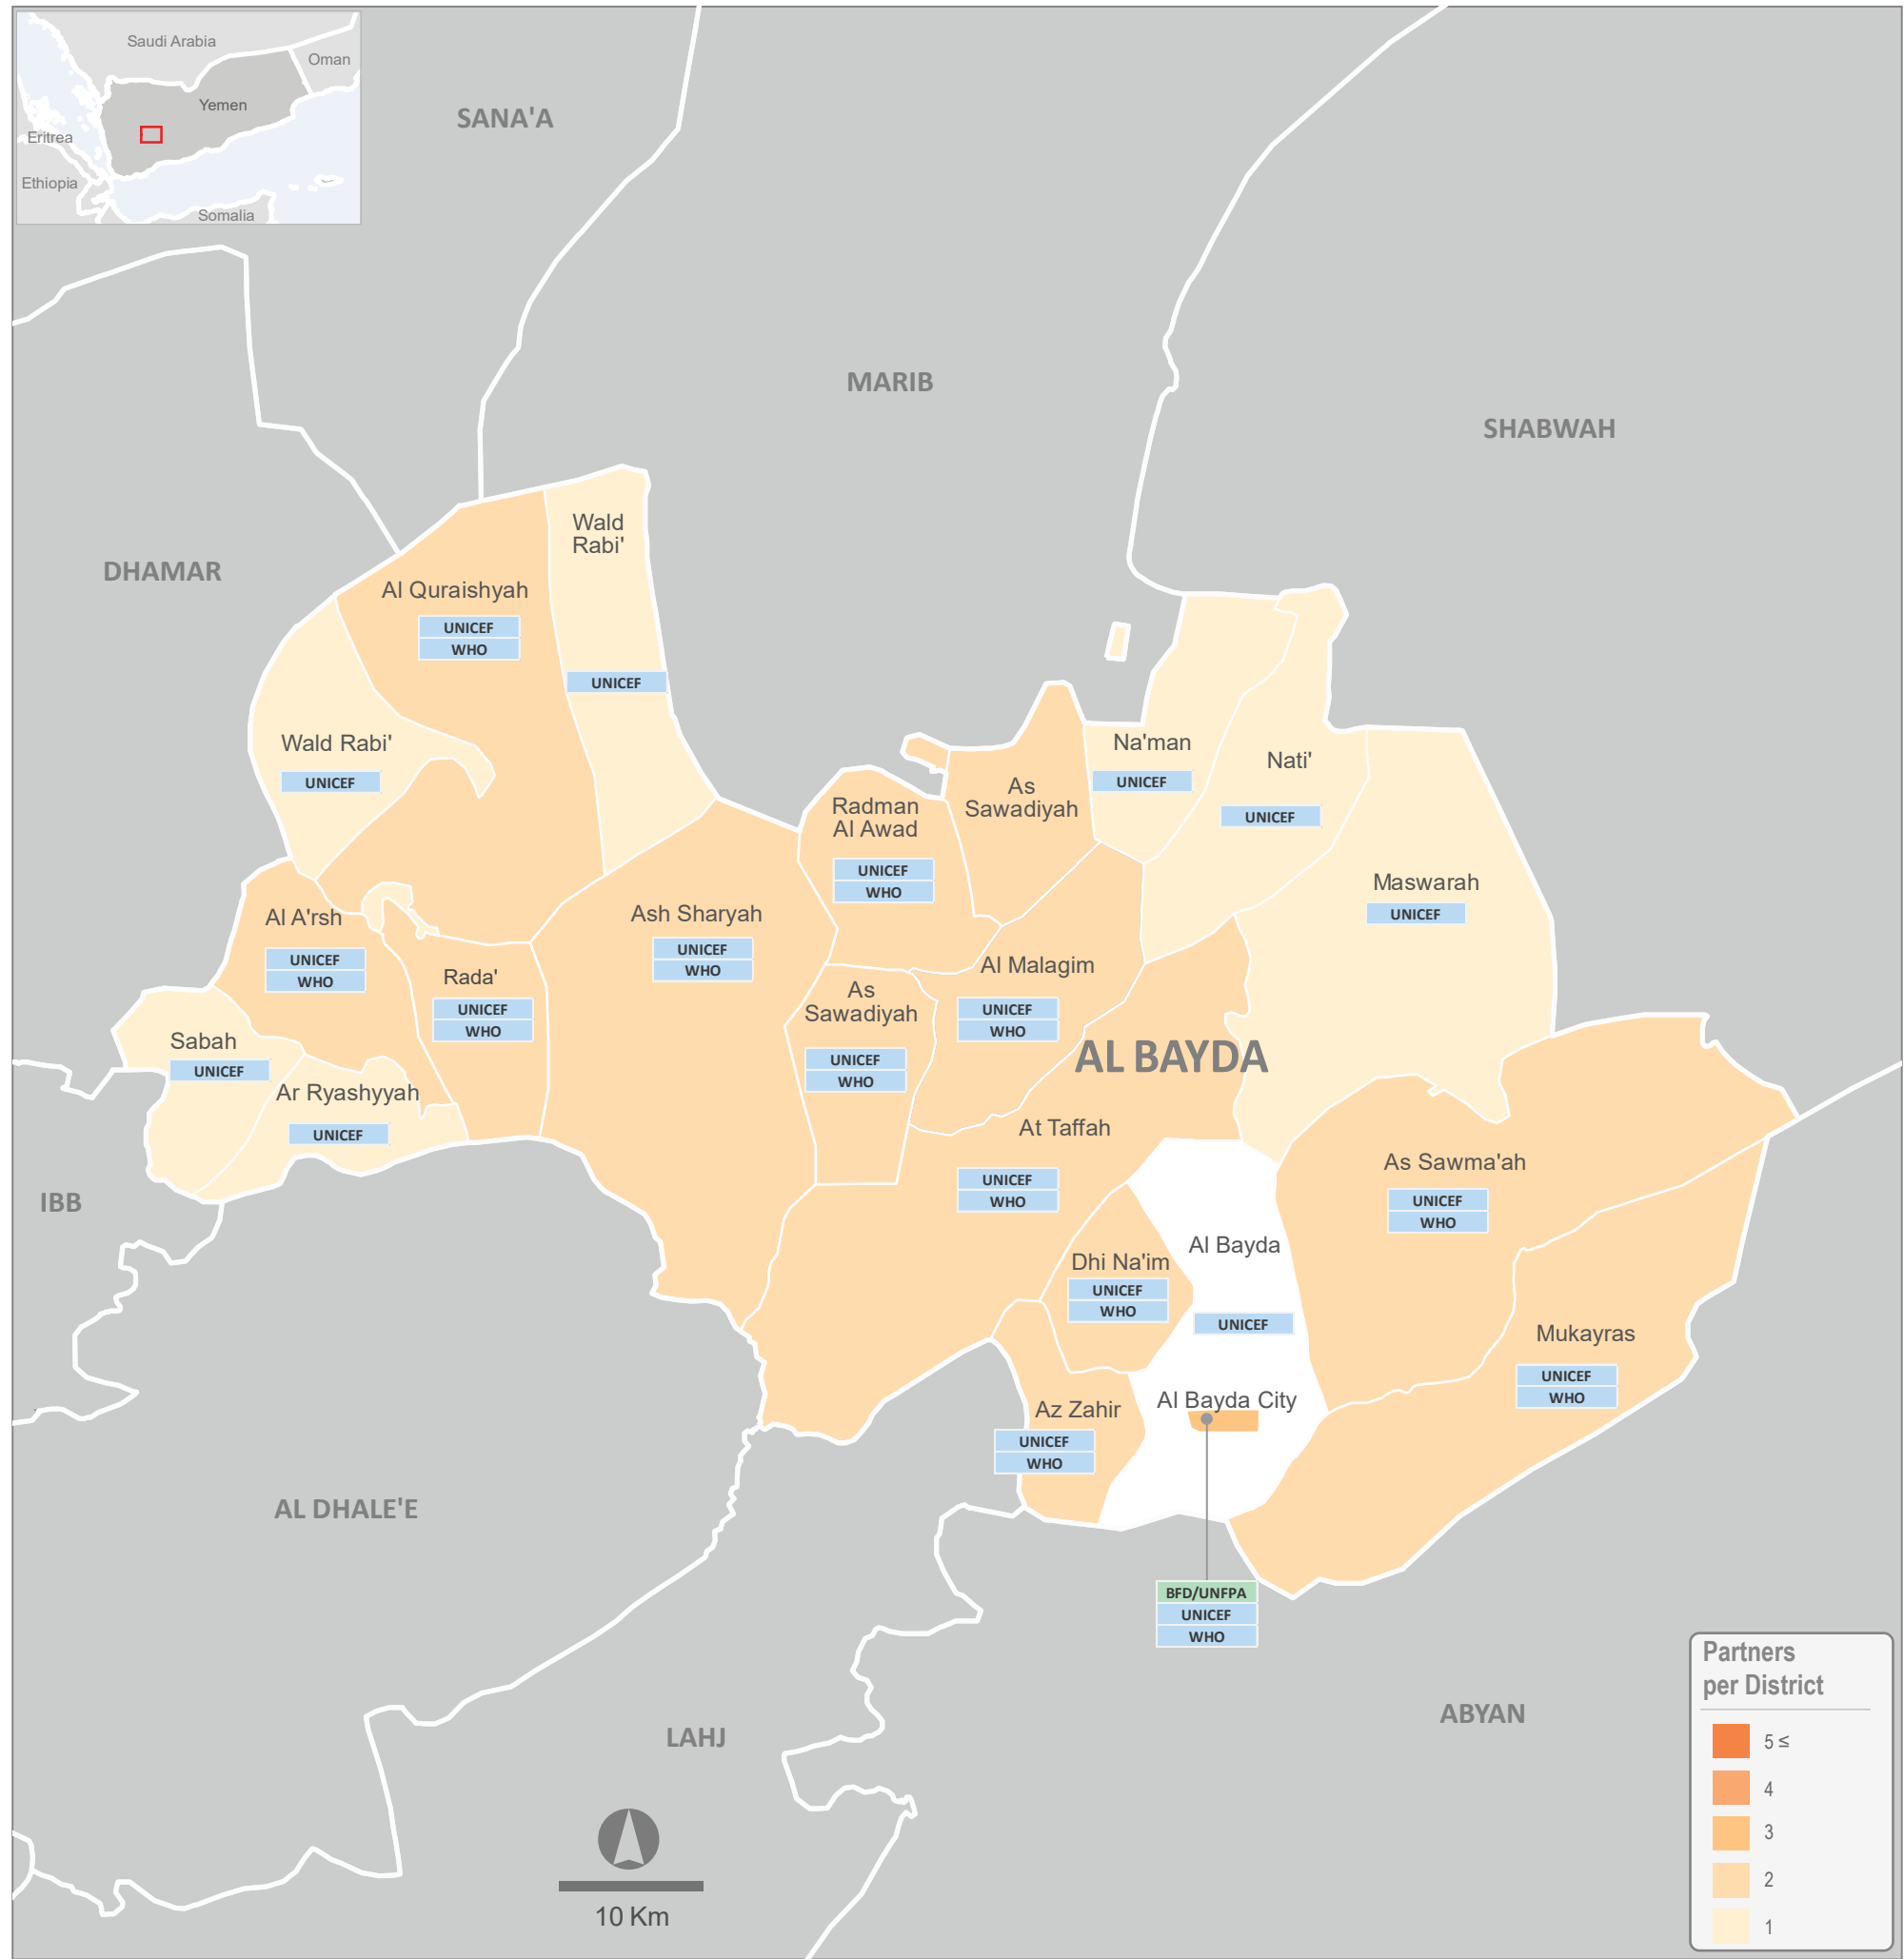 Saudi Arabia
Oman
Yemen
Eritrea
Ethiopia
Somalia
SANA'A
MARIB
SHABWAH
DHAMAR
Wald
Rabi'
UNICEF
Al Quraishyah
UNICEF
WHO
Wald Rabi'
UNICEF
Na'man
UNICEF
Nati'
UNICEF
As
Sawadiyah
Radman
Al Awad
UNICEF
WHO
Maswarah
UNICEF
Al A'rsh
UNICEF
WHO
Ash Sharyah
UNICEF
WHO
Rada'
UNICEF
WHO
Al Malagim
UNICEF
WHO
As
Sawadiyah
UNICEF
WHO
Sabah
UNICEF
AL BAYDA
Ar Ryashyyah
UNICEF
At Taffah
UNICEF
WHO
As Sawma'ah
UNICEF
WHO
IBB
Al Bayda
UNICEF
Dhi Na'im
UNICEF
WHO
Mukayras
UNICEF
WHO
Al Bayda City
Az Zahir
UNICEF
WHO
AL DHALE'E
BFD/UNFPA
UNICEF
WHO
ABYAN
LAHJ
10 Km
Partners
per District
5 ≤
4
3
2
1